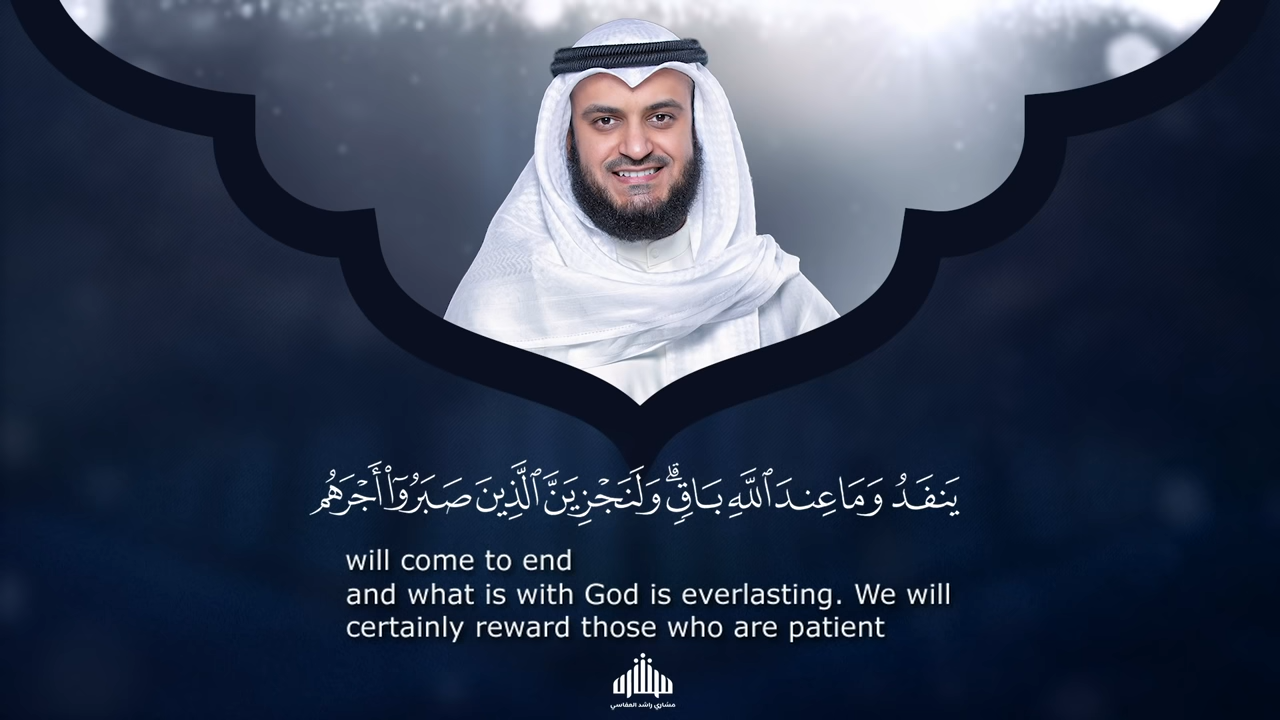 يَنفَدُ وَمَا عِندَ ٱللَّهِ بَاقٍۗ وَلَنَجْزِيَنَّ ٱلَّذِينَ صَبَرُوٓا۟ أَجْرَهُم
will come to end
and what is with God is everlasting. We will
certainly reward those who are patient
مشاري راشد العفاسي